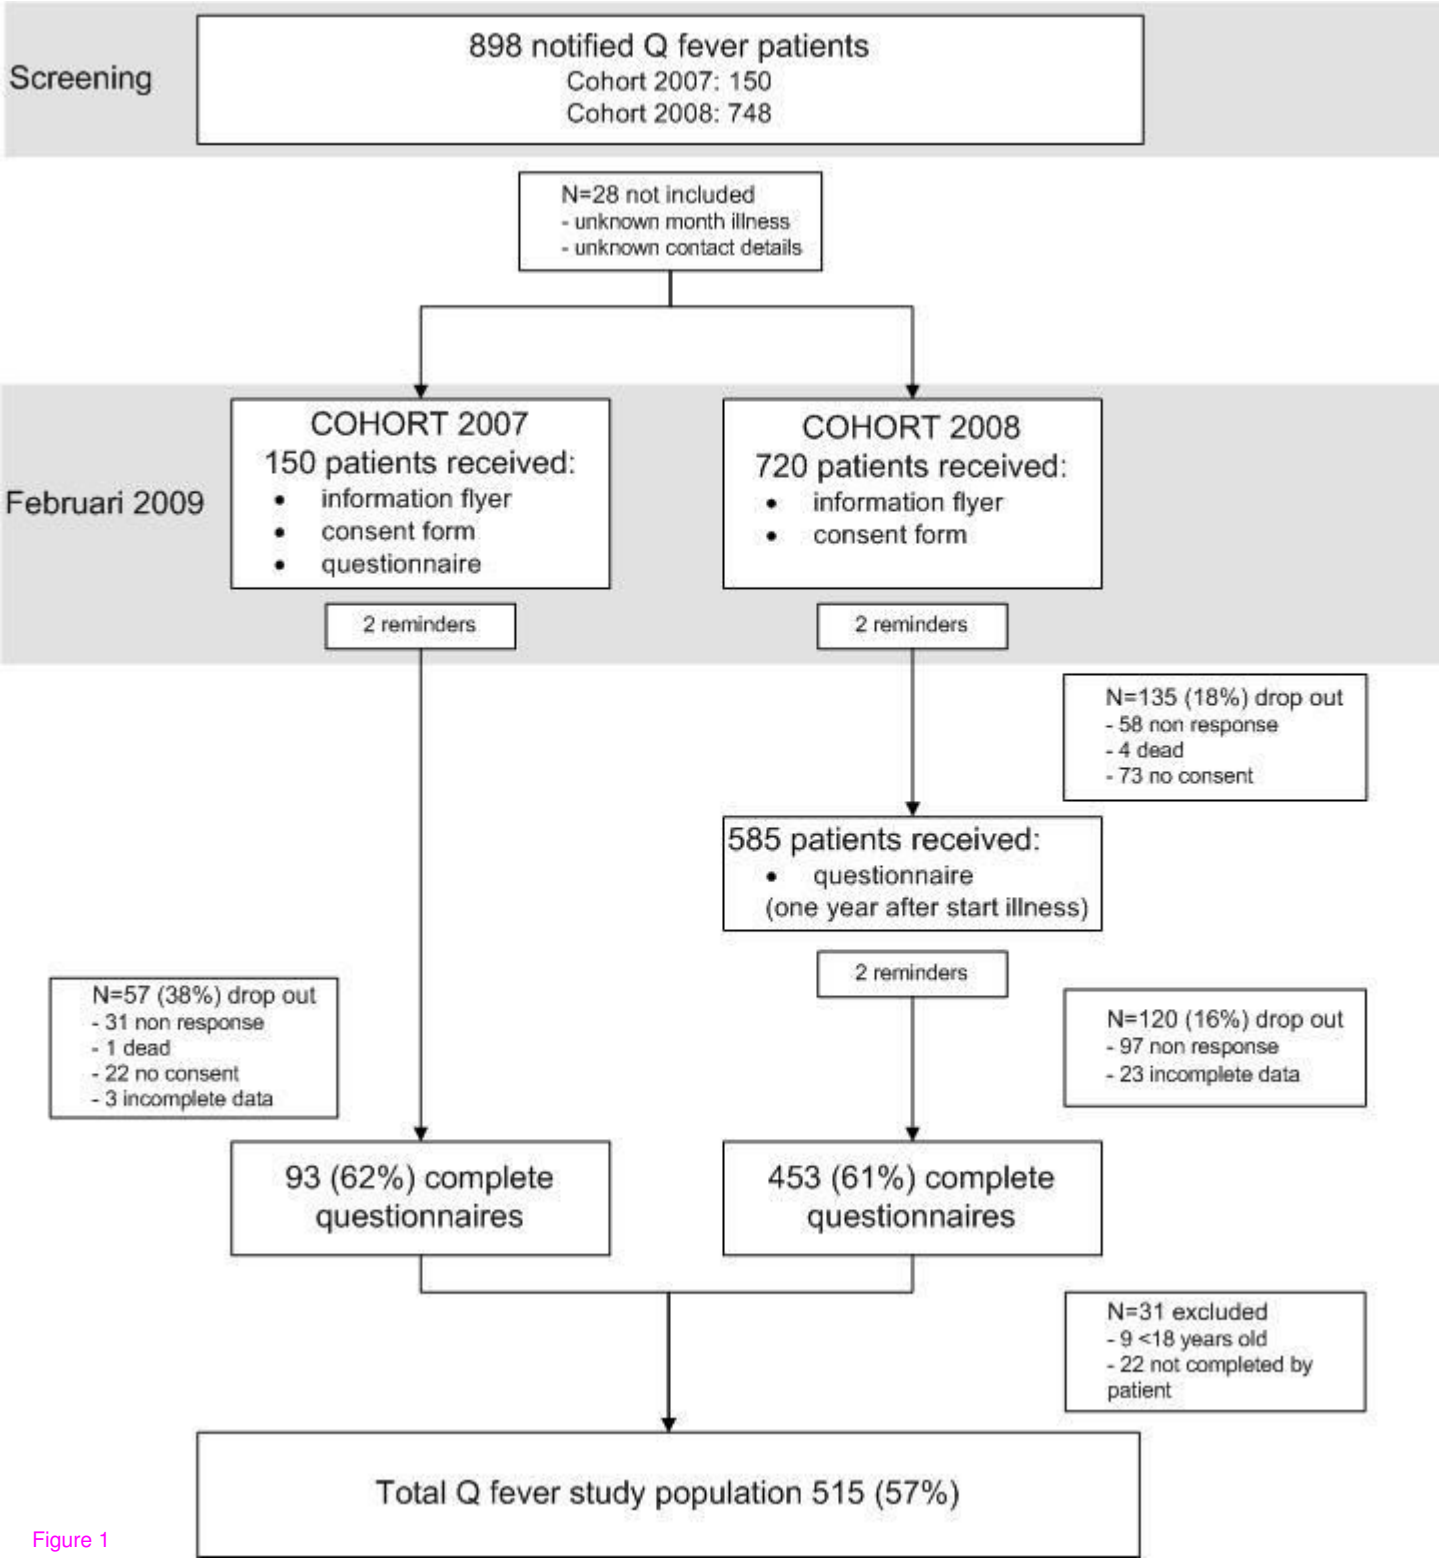 898 notified Q fever patients
Cohort 2007: 150
Cohort 2008: 748
Screening
N=28 not included
- unknown month illness
- unknown contact details
Februari 2009
COHORT 2007
150 patients received:
• information flyer
• consent form
• questionnaire
COHORT 2008
720 patients received:
• information flyer
• consent form
2 reminders
2 reminders
N=135 (18%) drop out
- 58 non response
- 4 dead
- 73 no consent
585 patients received:
• questionnaire
(one year after start illness)
2 reminders
N=57 (38%) drop out
- 31 non response
- 1 dead
- 22 no consent
- 3 incomplete data
N=120 (16%) drop out
- 97 non response
- 23 incomplete data
93 (62%) complete
questionnaires
453 (61%) complete
questionnaires
N=31 excluded
- 9 <18 years old
- 22 not completed by
patient
Total Q fever study population 515 (57%)
Figure 1